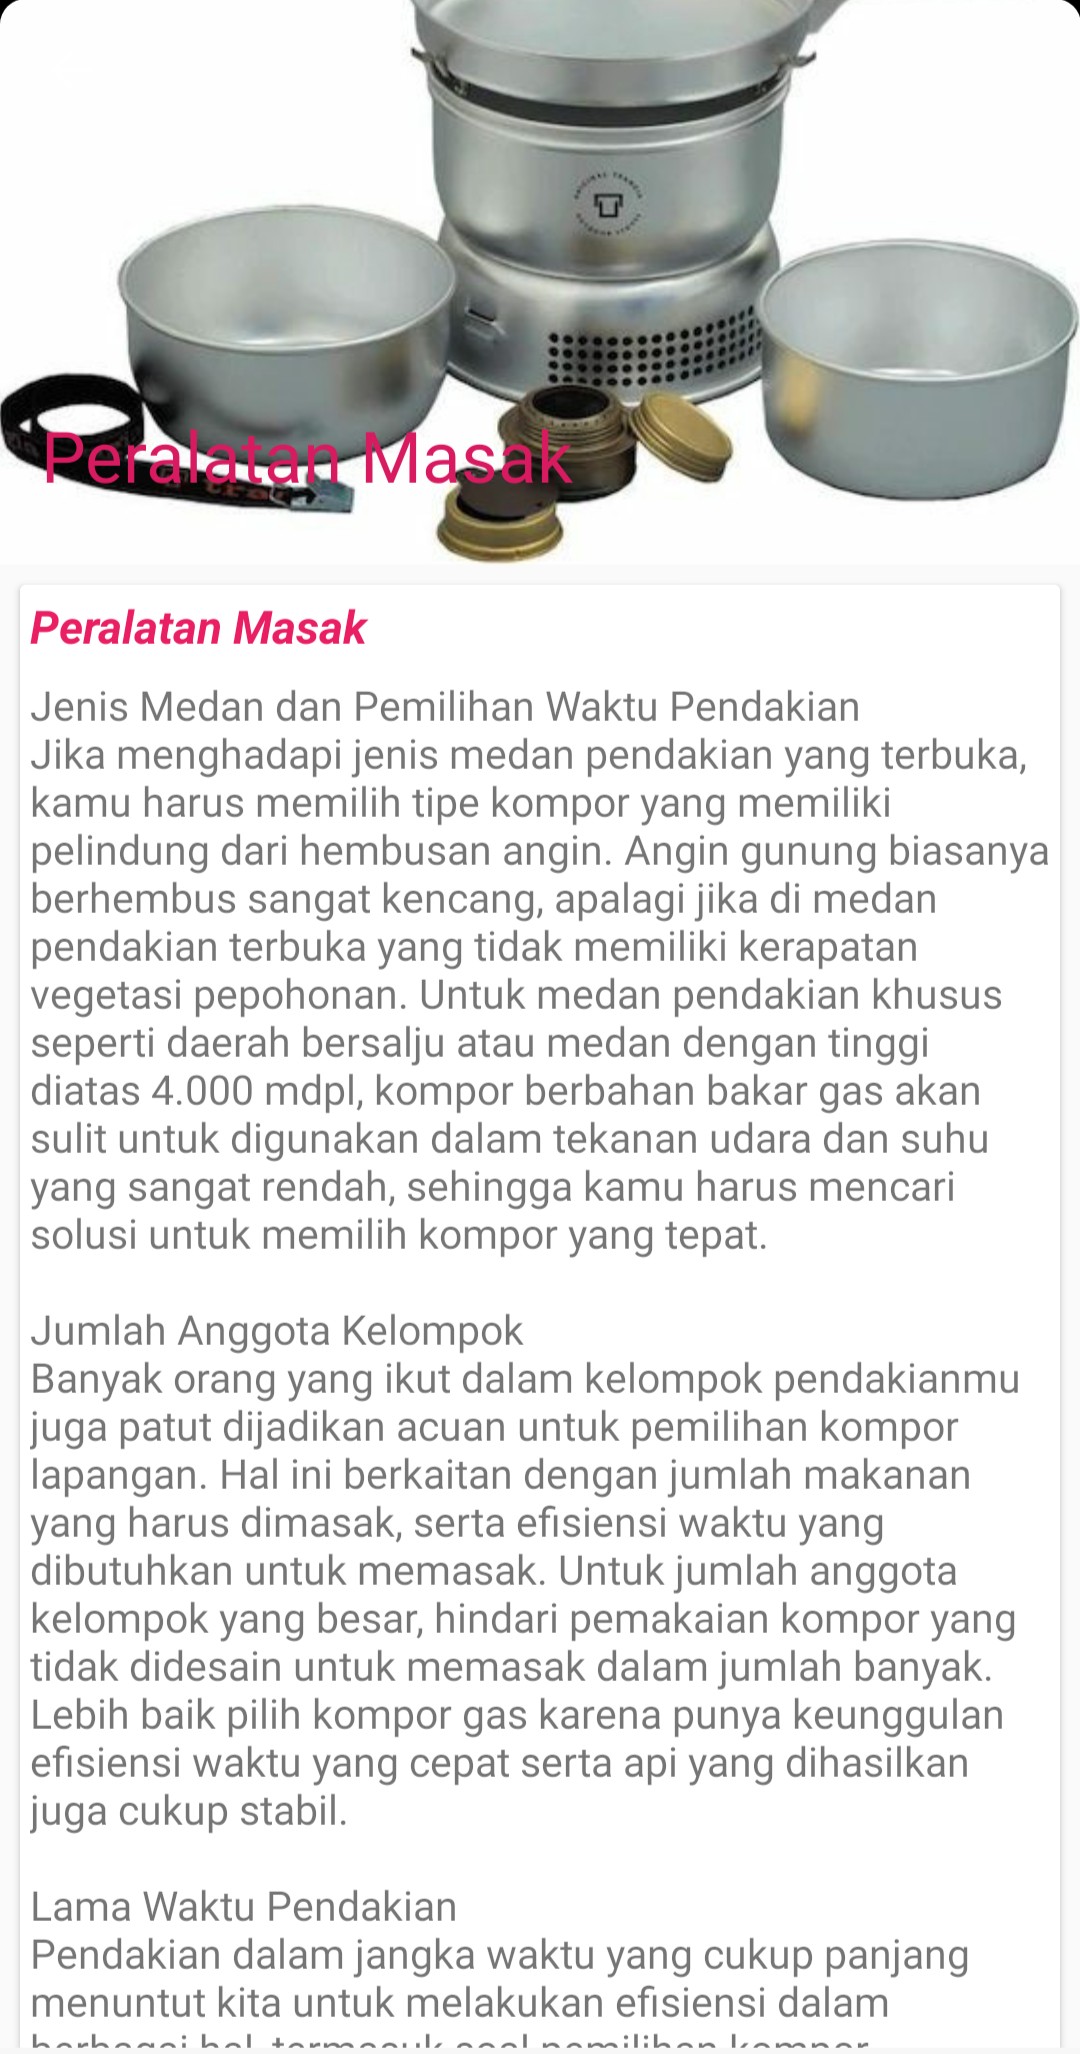 Peralatan Masak
Peralatan Masak
Jenis Medan dan Pemilihan Waktu Pendakian
Jika menghadapi jenis medan pendakian yang terbuka,
kamu harus memilih tipe kompor yang memiliki
pelindung dari hembusan angin. Angin gunung biasanya
berhembus sangat kencang, apalagi jika di medan
pendakian terbuka yang tidak memiliki kerapatan
vegetasi pepohonan. Untuk medan pendakian khusus
seperti daerah bersalju atau medan dengan tinggi
diatas 4.000 mdpl, kompor berbahan bakar gas akan
sulit untuk digunakan dalam tekanan udara dan suhu
yang sangat rendah, sehingga kamu harus mencari
solusi untuk memilih kompor yang tepat.
Jumlah Anggota Kelompok
Banyak orang yang ikut dalam kelompok pendakianmu
juga patut dijadikan acuan untuk pemilihan kompor
lapangan. Hal ini berkaitan dengan jumlah makanan
yang harus dimasak, serta efisiensi waktu yang
dibutuhkan untuk memasak. Untuk jumlah anggota
kelompok yang besar, hindari pemakaian kompor yang
tidak didesain untuk memasak dalam jumlah banyak.
Lebih baik pilih kompor gas karena punya keunggulan
efisiensi waktu yang cepat serta api yang dihasilkan
juga cukup stabil.
Lama Waktu Pendakian
Pendakian dalam jangka waktu yang cukup panjang
menuntut kita untuk melakukan efisiensi dalam
berbagai hal, termasuk soal pemilihan kompor